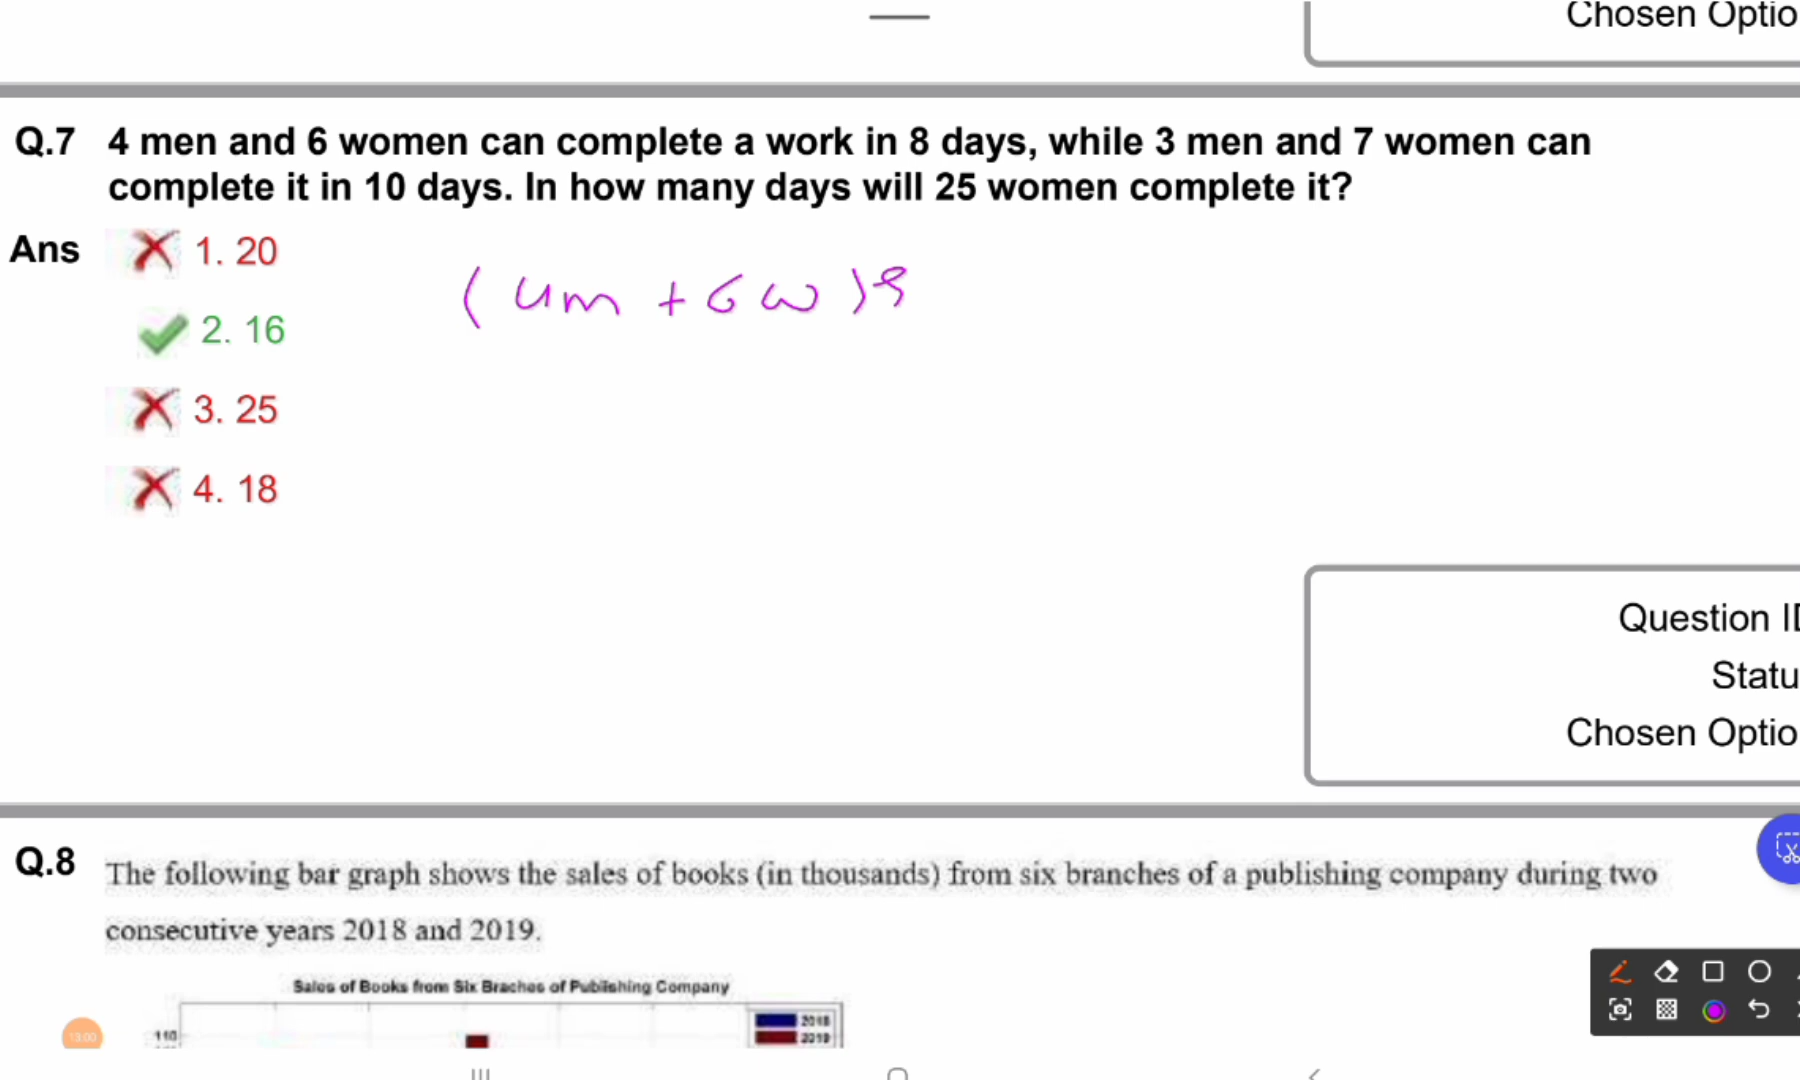 Chosen Optio
Q.7 4 men and 6 women can complete a work in 8 days, while 3 men and 7 women can
complete it in 10 days. In how many days will 25 women complete it?
Ans 1. 20
(4m + 6w)8
2. 16
3. 25
4. 18
Question ID
Statu
Chosen Optio
Q.8 The following bar graph shows the sales of books (in thousands) from six branches of a publishing company during two
consecutive years 2018 and 2019.
Sales of Books from Six Braches of Publishing Company
2018
110
2019
13:00